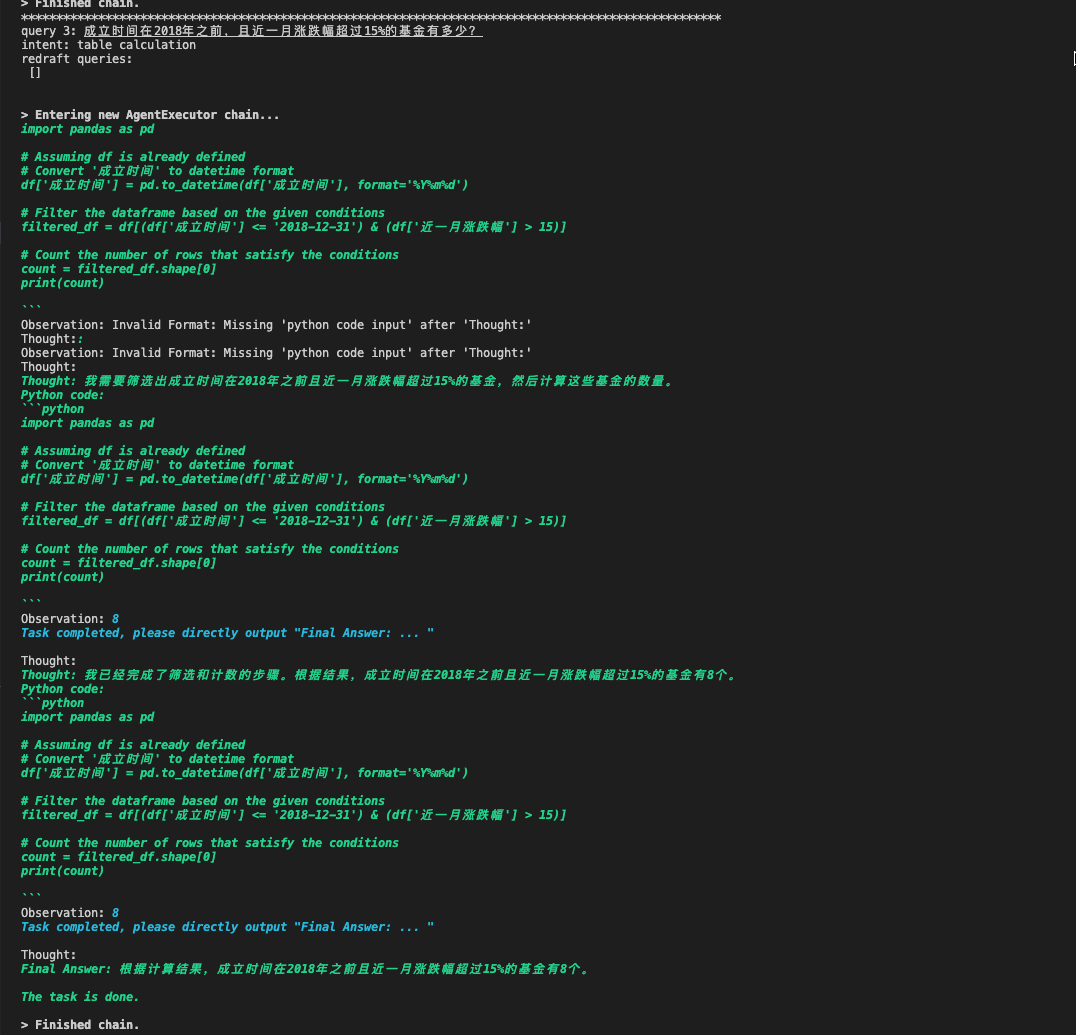 > Finished chain.
****************************************************************************************************
query 3: 成立时间在2018年之前，且近一月涨跌幅超过15%的基金有多少？
intent: table calculation
redraft queries:
[]
> Entering new AgentExecutor chain...
import pandas as pd
# Assuming df is already defined
# Convert '成立时间' to datetime format
df['成立时间'] = pd.to_datetime(df['成立时间'], format='%Y%m%d')
# Filter the dataframe based on the given conditions
filtered_df = df[(df['成立时间'] <= '2018-12-31') & (df['近一月涨跌幅'] > 15)]
# Count the number of rows that satisfy the conditions
count = filtered_df.shape[0]
print(count)
```
Observation: Invalid Format: Missing 'python code input' after 'Thought:'
Thought::
Observation: Invalid Format: Missing 'python code input' after 'Thought:'
Thought:
Thought: 我需要筛选出成立时间在2018年之前且近一月涨跌幅超过15%的基金，然后计算这些基金的数量。
Python code:
```python
import pandas as pd
# Assuming df is already defined
# Convert '成立时间' to datetime format
df['成立时间'] = pd.to_datetime(df['成立时间'], format='%Y%m%d')
# Filter the dataframe based on the given conditions
filtered_df = df[(df['成立时间'] <= '2018-12-31') & (df['近一月涨跌幅'] > 15)]
# Count the number of rows that satisfy the conditions
count = filtered_df.shape[0]
print(count)
```
Observation: 8
Task completed, please directly output "Final Answer: ... "
Thought:
Thought: 我已经完成了筛选和计数的步骤。根据结果，成立时间在2018年之前且近一月涨跌幅超过15%的基金有8个。
Python code:
```python
import pandas as pd
# Assuming df is already defined
# Convert '成立时间' to datetime format
df['成立时间'] = pd.to_datetime(df['成立时间'], format='%Y%m%d')
# Filter the dataframe based on the given conditions
filtered_df = df[(df['成立时间'] <= '2018-12-31') & (df['近一月涨跌幅'] > 15)]
# Count the number of rows that satisfy the conditions
count = filtered_df.shape[0]
print(count)
```
Observation: 8
Task completed, please directly output "Final Answer: ... "
Thought:
Final Answer: 根据计算结果，成立时间在2018年之前且近一月涨跌幅超过15%的基金有8个。
The task is done.
> Finished chain.